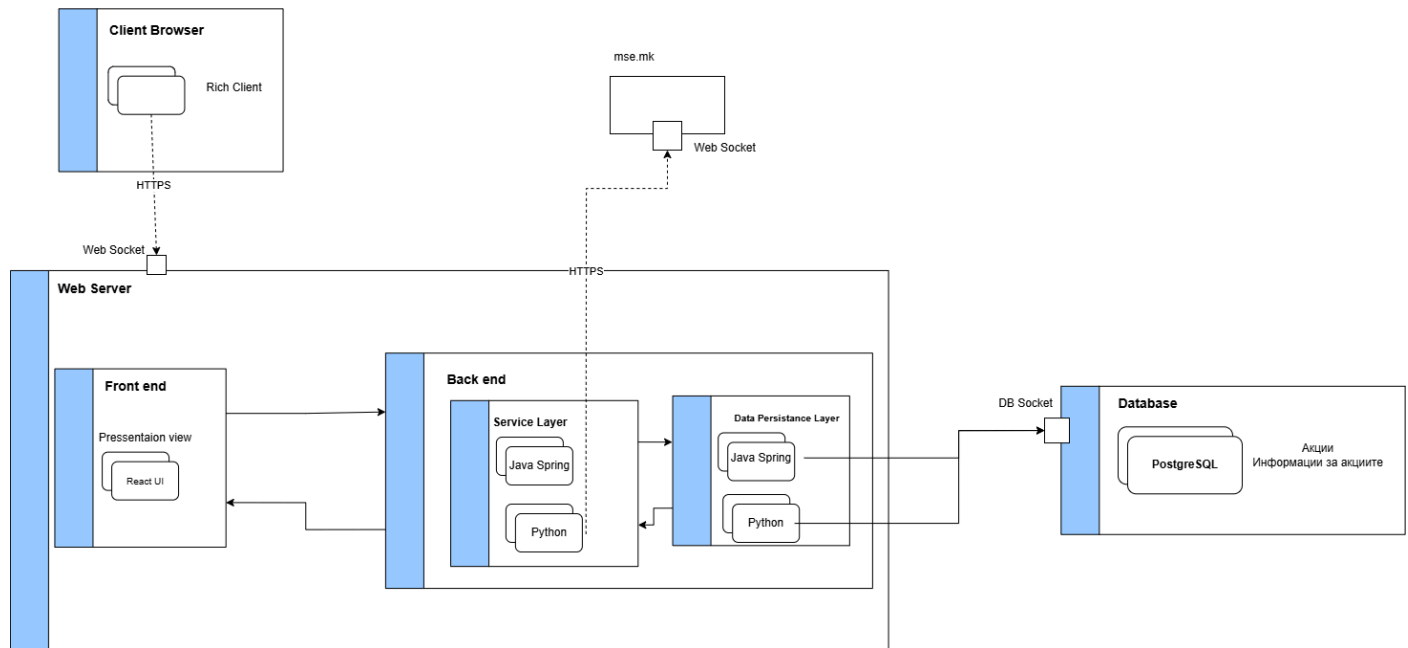 Client Browser
Rich Client
HTTPS
Web Socket
mse.mk
Web Socket
HTTPS
Web Server
Front end
Pressentaion view
React UI
Back end
Service Layer
Java Spring
Python
Data Persistance Layer
Java Spring
Python
DB Socket
Database
PostgreSQL
Акции
Информации за акциите